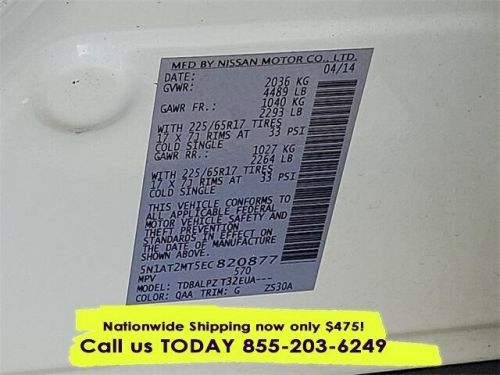 MFD BY NISSAN MOTOR CO., LTD.
DATE: 04/14
GVWR: 2036 KG
4489 LB
GAWR FR.: 1040 KG
2293 LB
WITH 225/65R17 TIRES
17 X 7J RIMS AT 33 PSI
COLD SINGLE
GAWR RR.: 1027 KG
2264 LB
WITH 225/65R17 TIRES
17 X 7J RIMS AT 33 PSI
COLD SINGLE
THIS VEHICLE CONFORMS TO
ALL APPLICABLE FEDERAL
MOTOR VEHICLE SAFETY AND
THEFT PREVENTION
STANDARDS IN EFFECT ON
THE DATE OF MANUFACTURE
SHOWN ABOVE
5N1AT2MT5EC820877
MPV 570
MODEL: TDBALPZ T32EUA---
COLOR: QAA TRIM: G ZS30A
Nationwide Shipping now only $475!
Call us TODAY 855-203-6249